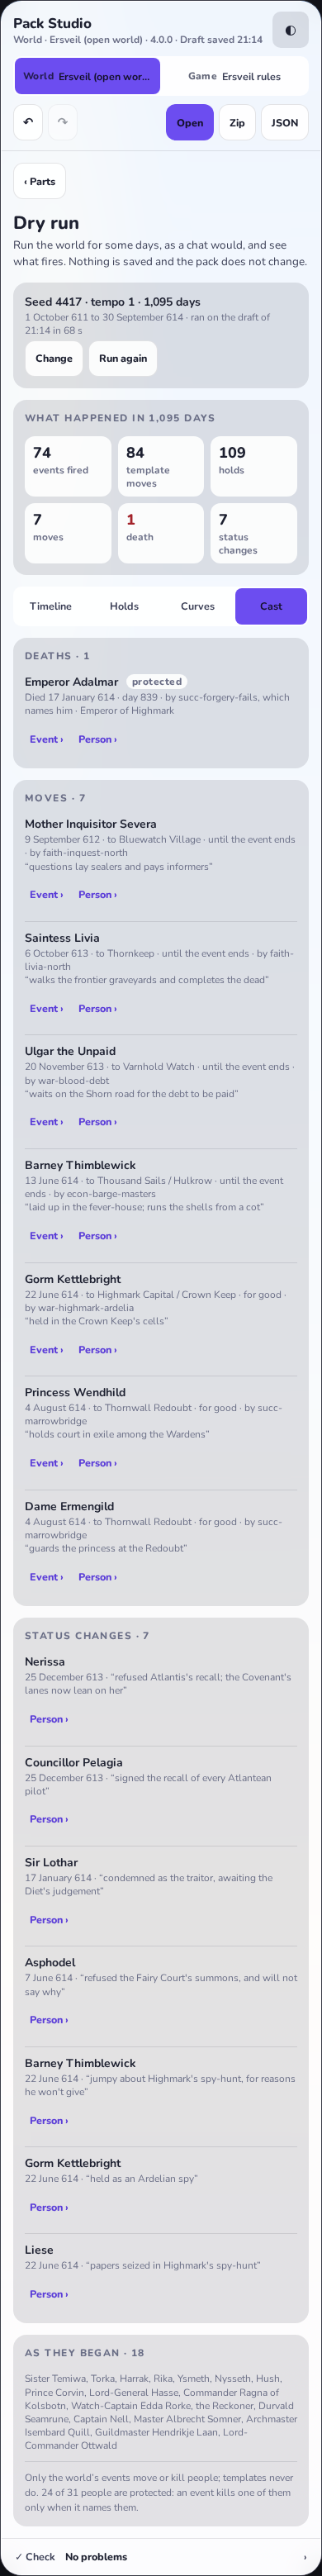 Pack Studio
World · Ersveil (open world) · 4.0.0 · Draft saved 21:14
◐
World Ersveil (open wor...
Game Ersveil rules
↶
↷
Open
Zip
JSON
‹ Parts
Dry run
Run the world for some days, as a chat would, and see
what fires. Nothing is saved and the pack does not change.
Seed 4417 · tempo 1 · 1,095 days
1 October 611 to 30 September 614 · ran on the draft of
21:14 in 68 s
Change
Run again
WHAT HAPPENED IN 1,095 DAYS
74
events fired
84
template
moves
109
holds
7
moves
1
death
7
status
changes
Timeline
Holds
Curves
Cast
DEATHS · 1
Emperor Adalmar protected
Died 17 January 614 · day 839 · by succ-forgery-fails, which
names him · Emperor of Highmark
Event › Person ›
MOVES · 7
Mother Inquisitor Severa
9 September 612 · to Bluewatch Village · until the event ends
· by faith-inquest-north
“questions lay sealers and pays informers”
Event › Person ›
Saintess Livia
6 October 613 · to Thornkeep · until the event ends · by faith-
livia-north
“walks the frontier graveyards and completes the dead”
Event › Person ›
Ulgar the Unpaid
20 November 613 · to Varnhold Watch · until the event ends ·
by war-blood-debt
“waits on the Shorn road for the debt to be paid”
Event › Person ›
Barney Thimblewick
13 June 614 · to Thousand Sails / Hulkrow · until the event
ends · by econ-barge-masters
“laid up in the fever-house; runs the shells from a cot”
Event › Person ›
Gorm Kettlebright
22 June 614 · to Highmark Capital / Crown Keep · for good ·
by war-highmark-ardelia
“held in the Crown Keep's cells”
Event › Person ›
Princess Wendhild
4 August 614 · to Thornwall Redoubt · for good · by succ-
marrowbridge
“holds court in exile among the Wardens”
Event › Person ›
Dame Ermengild
4 August 614 · to Thornwall Redoubt · for good · by succ-
marrowbridge
“guards the princess at the Redoubt”
Event › Person ›
STATUS CHANGES · 7
Nerissa
25 December 613 · “refused Atlantis's recall; the Covenant's
lanes now lean on her”
Person ›
Councillor Pelagia
25 December 613 · “signed the recall of every Atlantean
pilot”
Person ›
Sir Lothar
17 January 614 · “condemned as the traitor, awaiting the
Diet's judgement”
Person ›
Asphodel
7 June 614 · “refused the Fairy Court's summons, and will not
say why”
Person ›
Barney Thimblewick
22 June 614 · “jumpy about Highmark's spy-hunt, for reasons
he won't give”
Person ›
Gorm Kettlebright
22 June 614 · “held as an Ardelian spy”
Person ›
Liese
22 June 614 · “papers seized in Highmark's spy-hunt”
Person ›
AS THEY BEGAN · 18
Sister Temiwa, Torka, Harrak, Rika, Ysmeth, Nysseth, Hush,
Prince Corvin, Lord-General Hasse, Commander Ragna of
Kolsbotn, Watch-Captain Edda Rorke, the Reckoner, Durvald
Seamrune, Captain Nell, Master Albrecht Somner, Archmaster
Isembard Quill, Guildmaster Hendrikje Laan, Lord-
Commander Ottwald
Only the world's events move or kill people; templates never
do. 24 of 31 people are protected: an event kills one of them
only when it names them.
✓ Check No problems ›